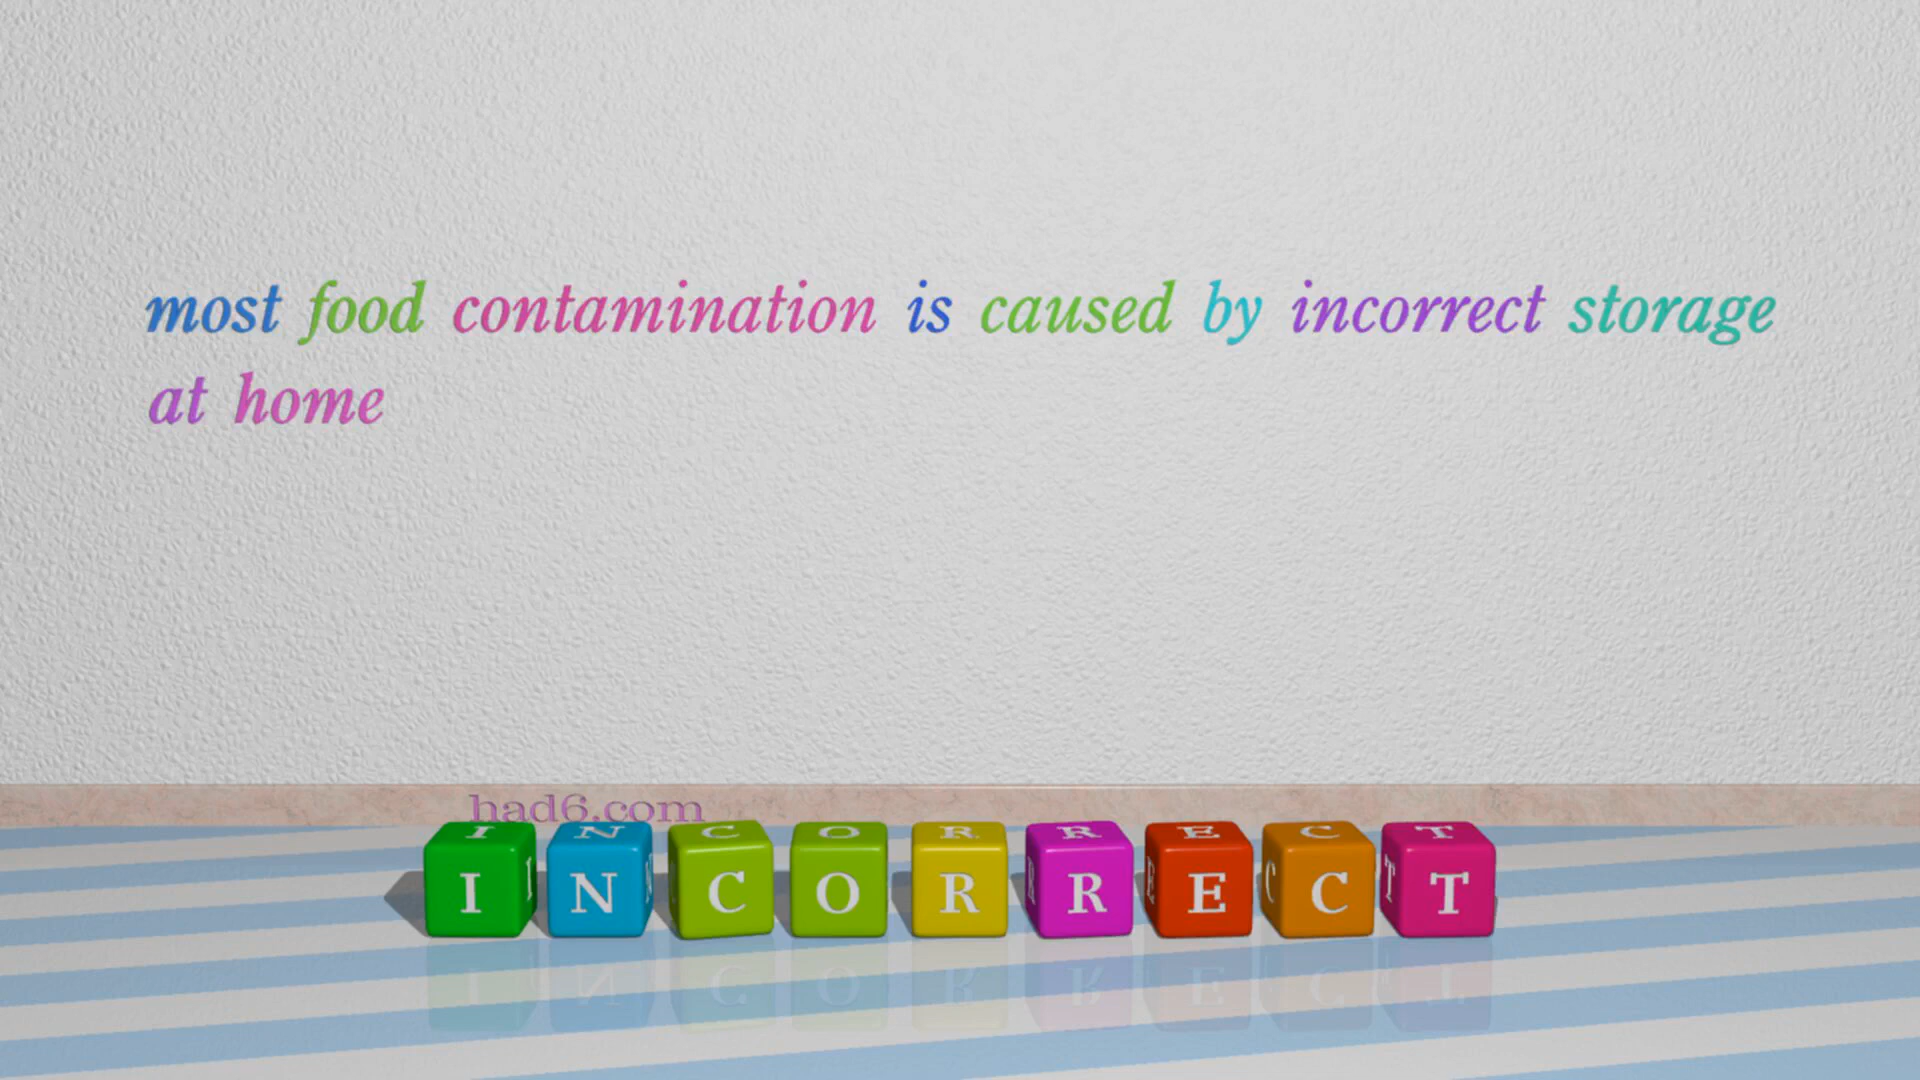 most food contamination is caused by incorrect storage
at home
had6.com
INCORRECT